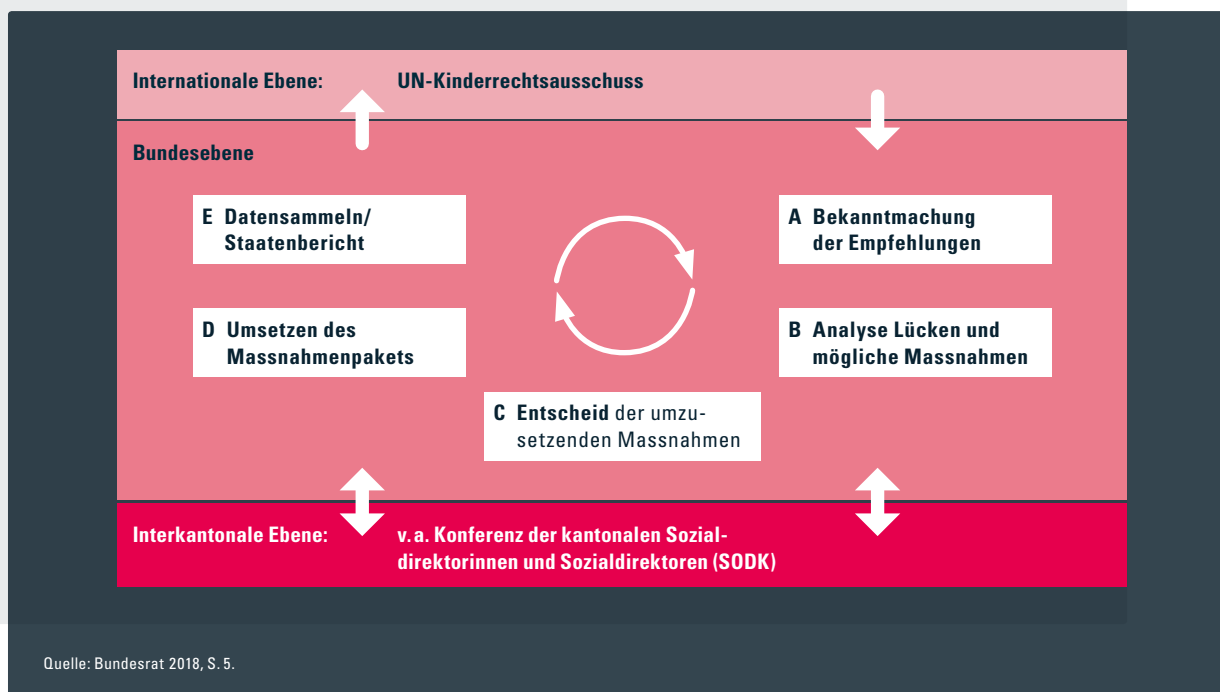 Internationale Ebene: UN-Kinderrechtsausschuss
Bundesebene
E Datensammeln/
Staatenbericht
A Bekanntmachung
der Empfehlungen
D Umsetzen des
Massnahmenpakets
B Analyse Lücken und
mögliche Massnahmen
C Entscheid der umzu-
setzenden Massnahmen
Interkantonale Ebene: v. a. Konferenz der kantonalen Sozial-
direktorinnen und Sozialdirektoren (SODK)
Quelle: Bundesrat 2018, S. 5.